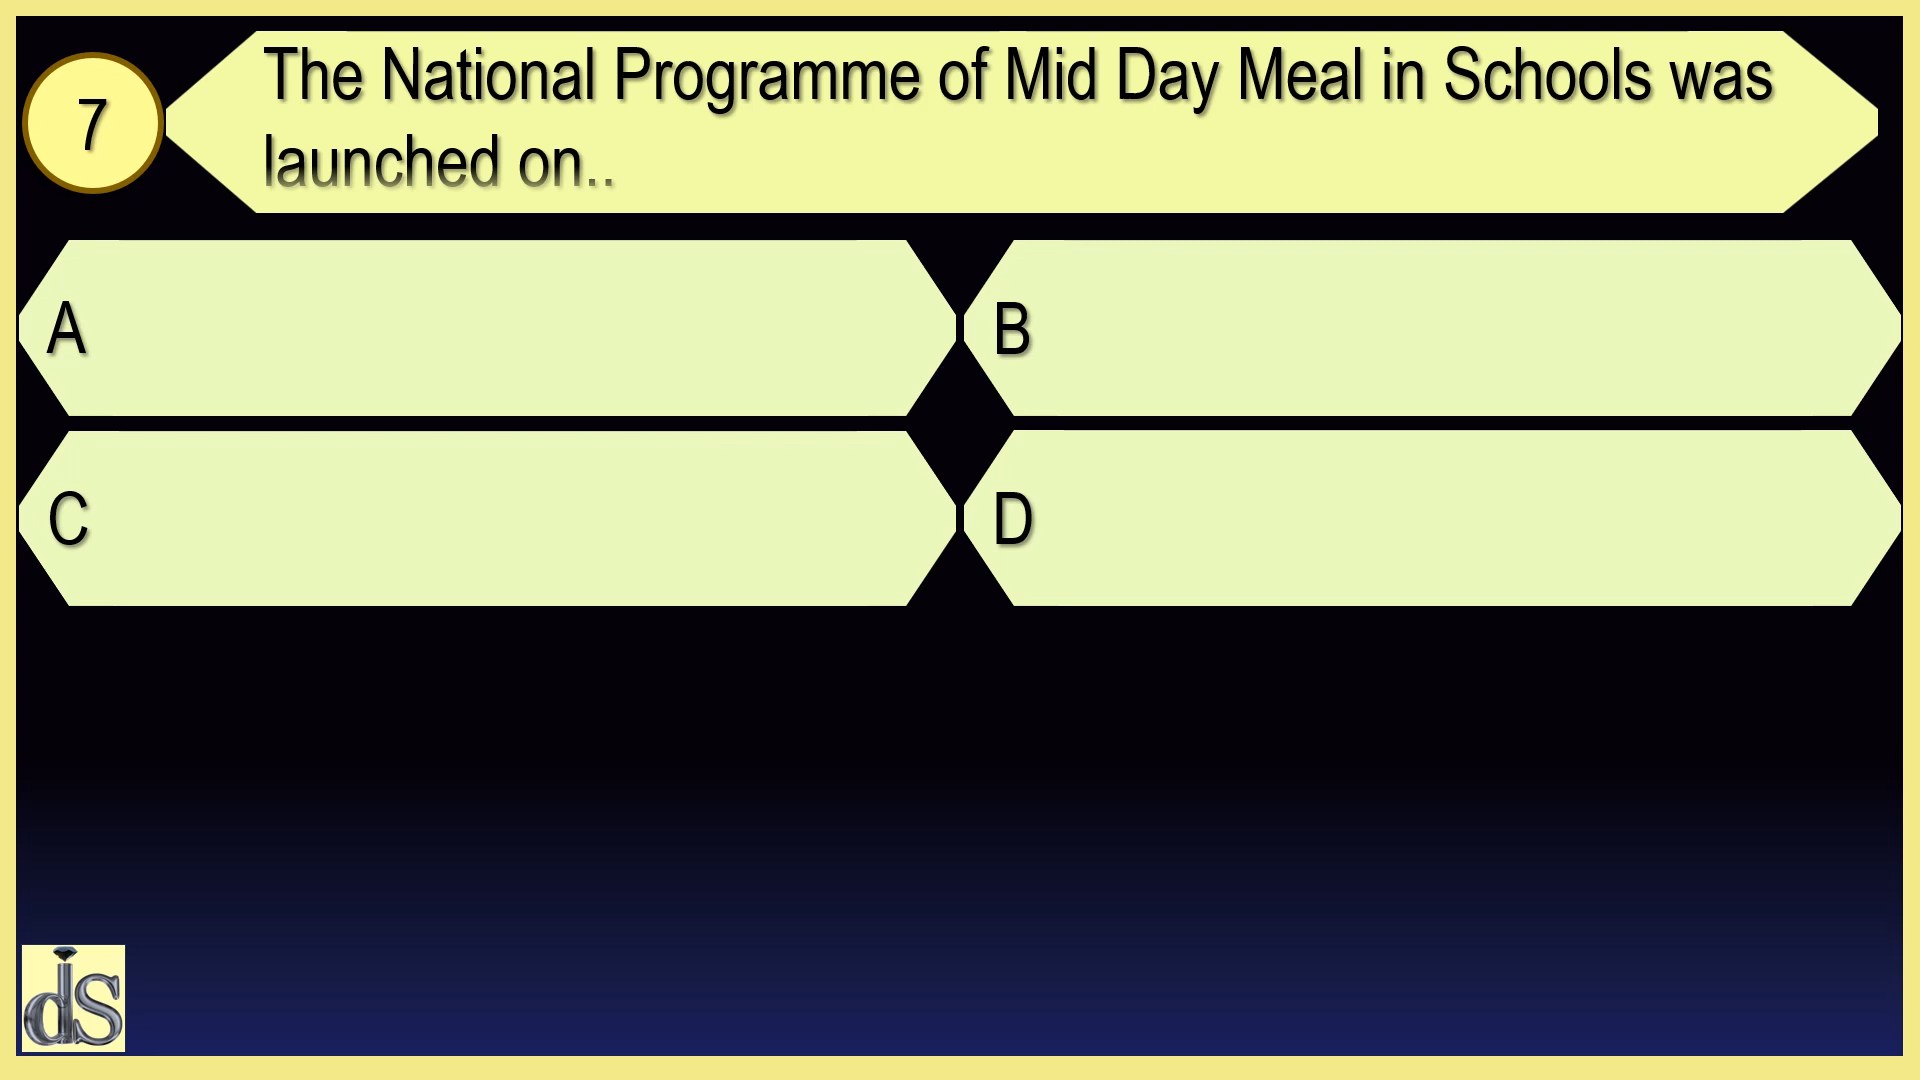 7
The National Programme of Mid Day Meal in Schools was
launched on..
A
B
C
D
ds